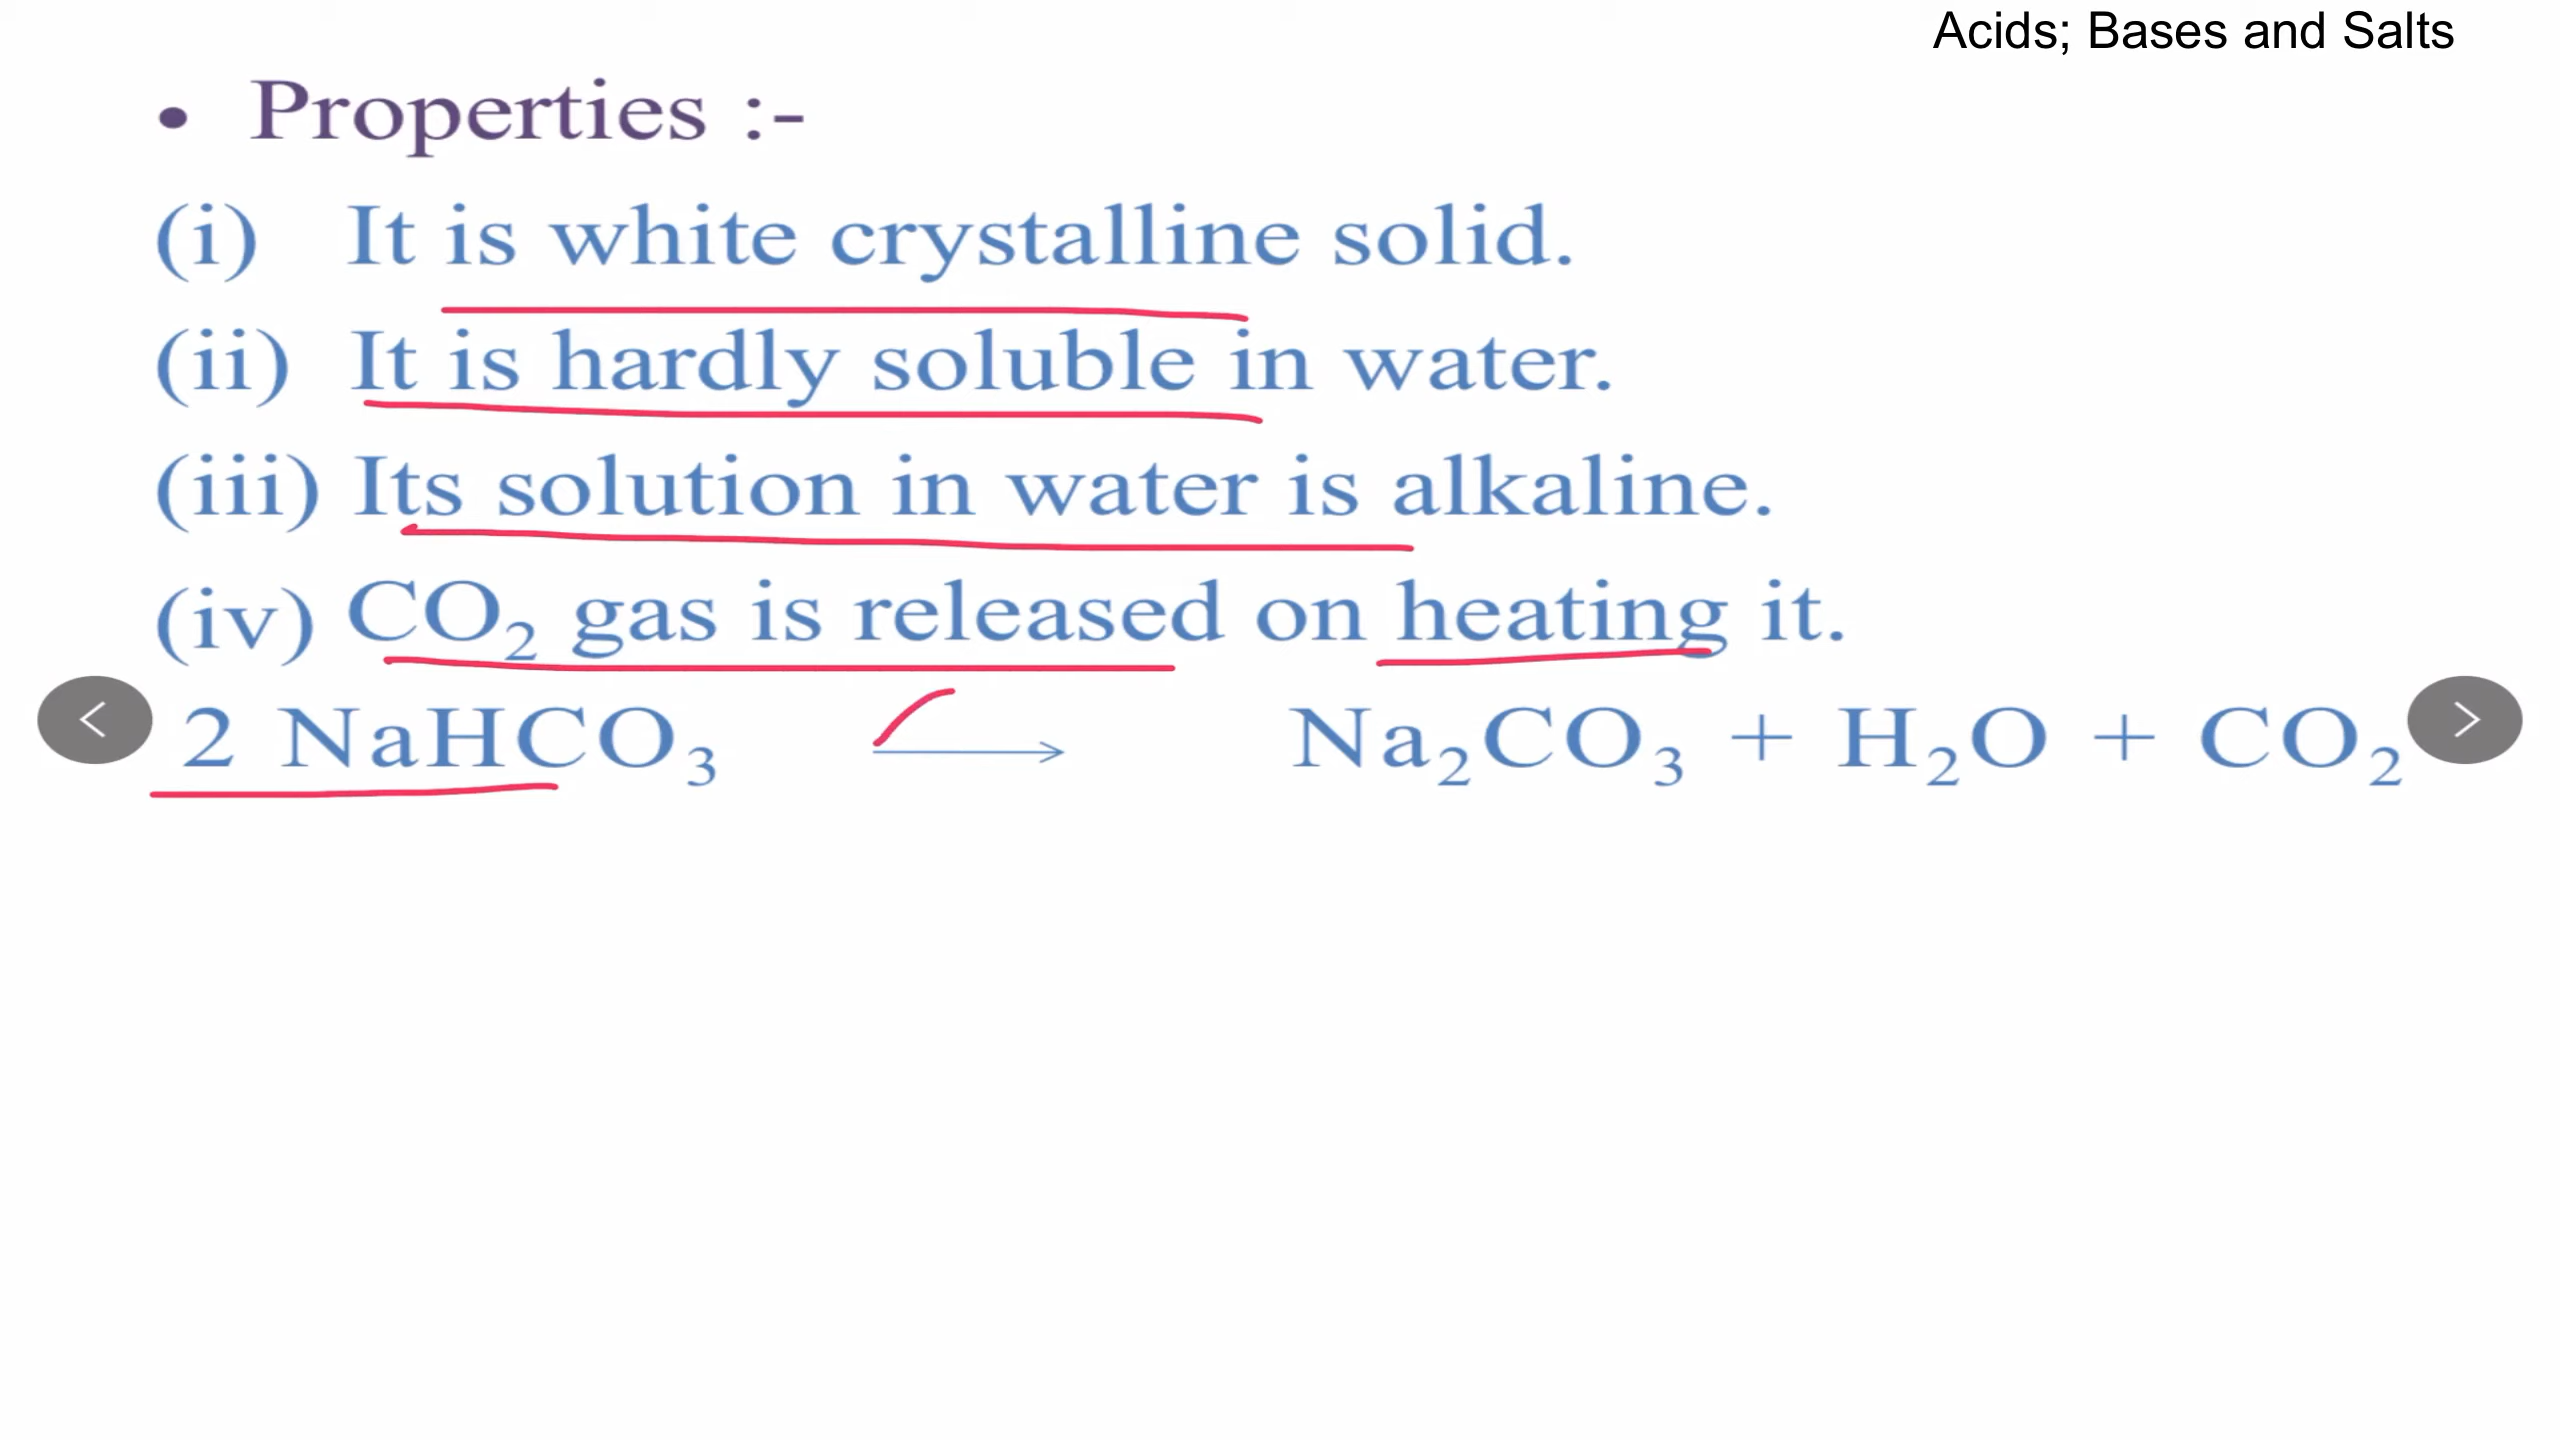 Acids; Bases and Salts
• Properties :-
(i) It is white crystalline solid.
(ii) It is hardly soluble in water.
(iii) Its solution in water is alkaline.
(iv) CO₂ gas is released on heating it.
2 NaHCO₃ → Na₂CO₃ + H₂O + CO₂